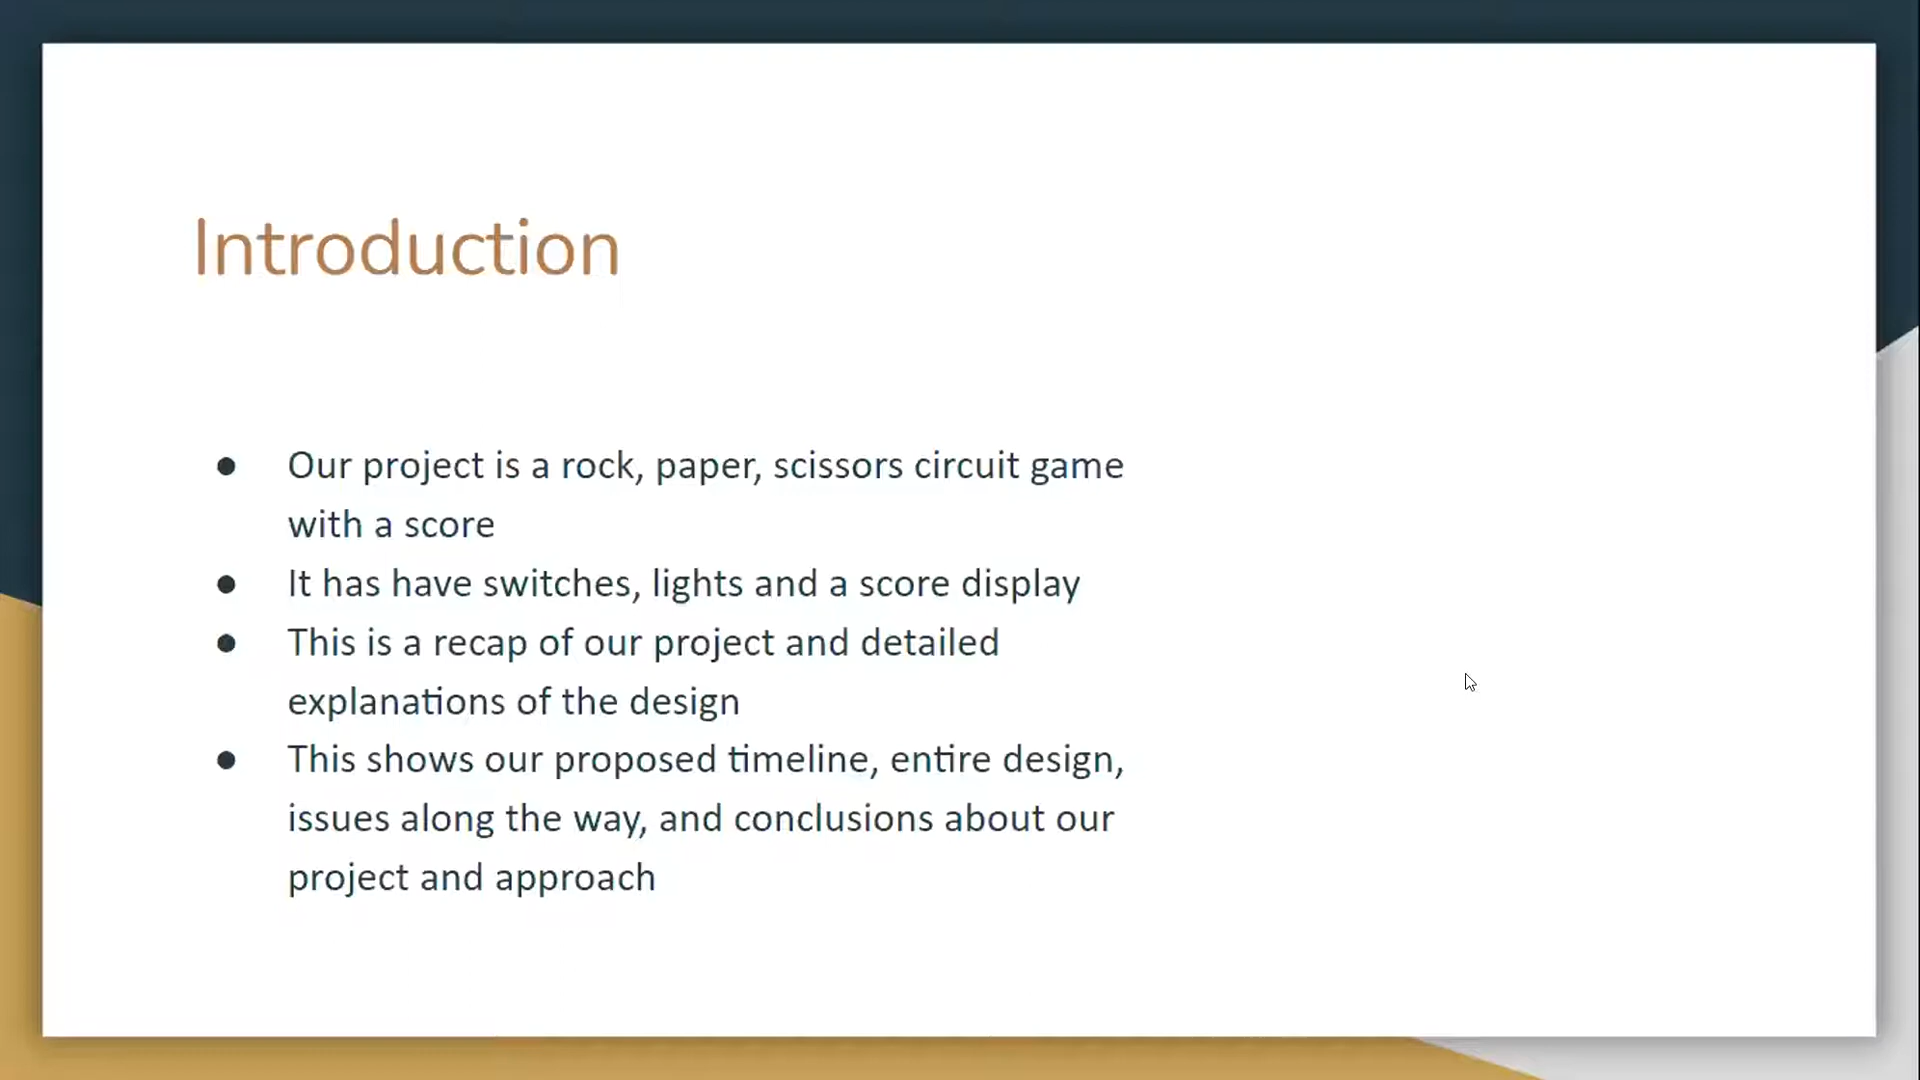 Introduction
● Our project is a rock, paper, scissors circuit game
with a score
● It has have switches, lights and a score display
● This is a recap of our project and detailed
explanations of the design
● This shows our proposed timeline, entire design,
issues along the way, and conclusions about our
project and approach